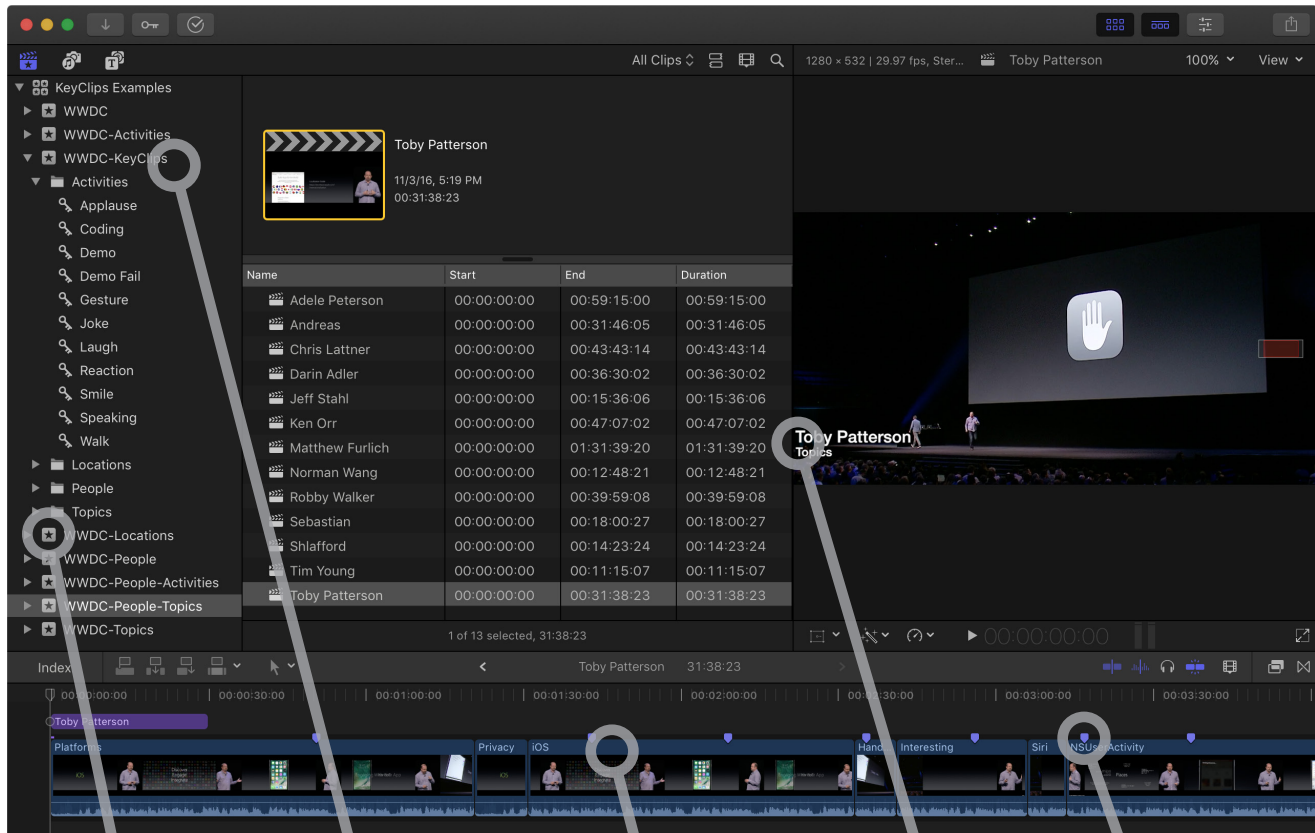 All Clips
1280 × 532 | 29.97 fps, Ster...
Toby Patterson
100%
View
KeyClips Examples
WWDC
WWDC-Activities
WWDC-KeyClips
Activities
Applause
Coding
Demo
Demo Fail
Gesture
Joke
Laugh
Reaction
Smile
Speaking
Walk
Locations
People
Topics
WWDC-Locations
WWDC-People
WWDC-People-Activities
WWDC-People-Topics
WWDC-Topics
Toby Patterson
11/3/16, 5:19 PM
00:31:38:23
Name Start End Duration
Adele Peterson 00:00:00:00 00:59:15:00 00:59:15:00
Andreas 00:00:00:00 00:31:46:05 00:31:46:05
Chris Lattner 00:00:00:00 00:43:43:14 00:43:43:14
Darin Adler 00:00:00:00 00:36:30:02 00:36:30:02
Jeff Stahl 00:00:00:00 00:15:36:06 00:15:36:06
Ken Orr 00:00:00:00 00:47:07:02 00:47:07:02
Matthew Furlich 00:00:00:00 01:31:39:20 01:31:39:20
Norman Wang 00:00:00:00 00:12:48:21 00:12:48:21
Robby Walker 00:00:00:00 00:39:59:08 00:39:59:08
Sebastian 00:00:00:00 00:18:00:27 00:18:00:27
Shlafford 00:00:00:00 00:14:23:24 00:14:23:24
Tim Young 00:00:00:00 00:11:15:07 00:11:15:07
Toby Patterson 00:00:00:00 00:31:38:23 00:31:38:23
1 of 13 selected, 31:38:23
Toby Patterson
Topics
00:00:00:00
Index
Toby Patterson 31:38:23
00:00:00:00 00:00:30:00 00:01:00:00 00:01:30:00 00:02:00:00 00:02:30:00 00:03:00:00 00:03:30:00
Toby Patterson
Platforms Privacy iOS Hand... Interesting Siri NSUserActivity